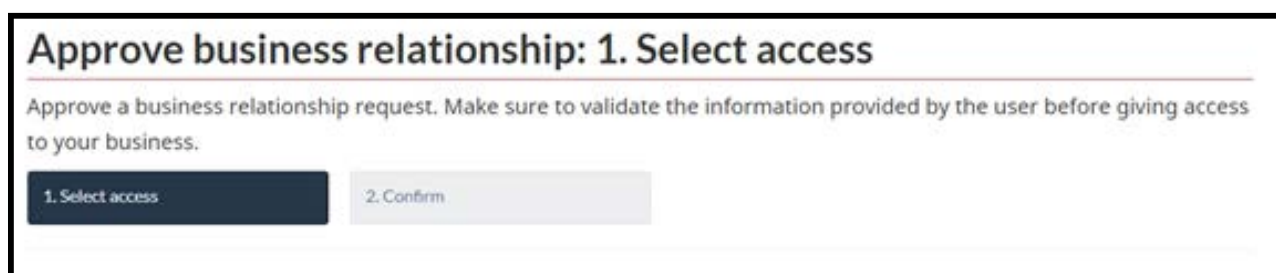 Approve business relationship: 1. Select access
Approve a business relationship request. Make sure to validate the information provided by the user before giving access
to your business.
1. Select access
2. Confirm